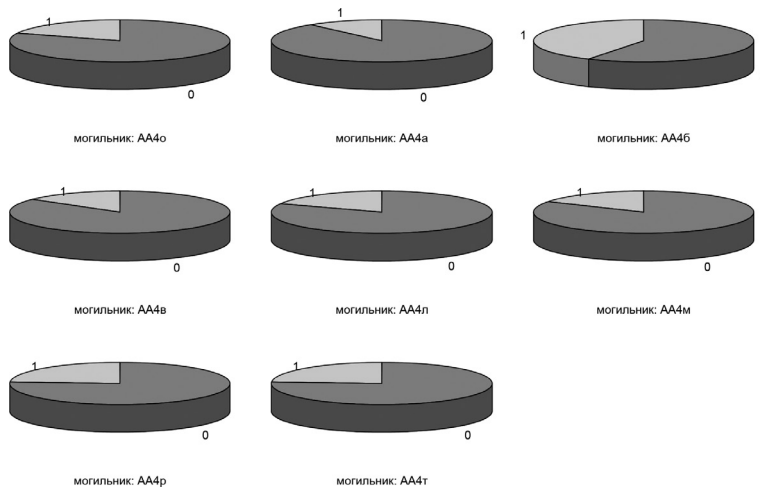 1
0
могильник: АА4о
1
0
могильник: АА4а
1
могильник: АА4б
1
0
могильник: АА4в
1
0
могильник: АА4л
1
0
могильник: АА4м
1
0
могильник: АА4р
1
0
могильник: АА4т